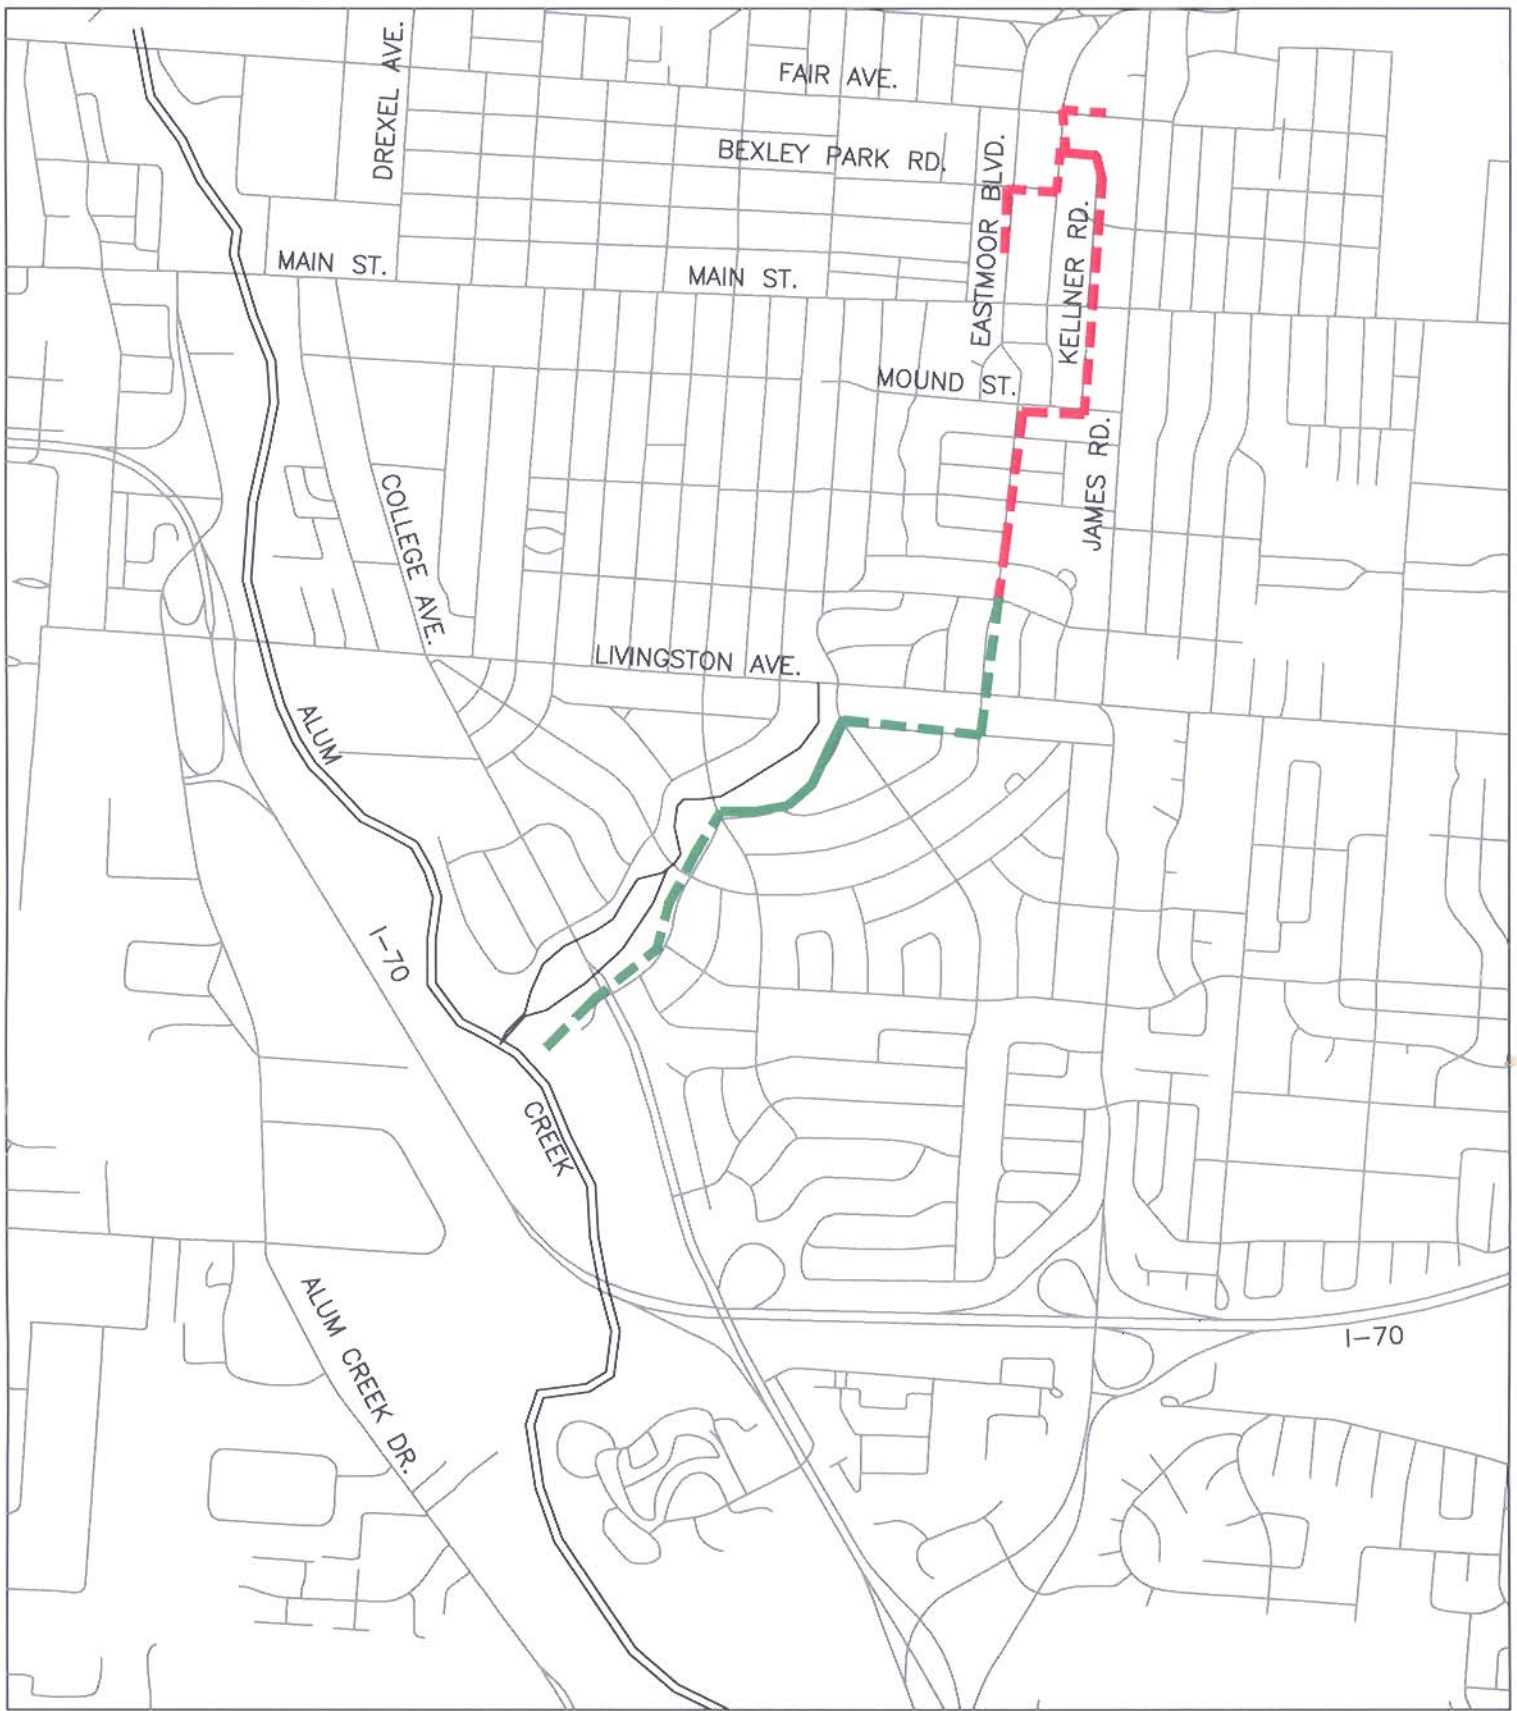 DREXEL AVE.
FAIR AVE.
BEXLEY PARK RD.
EASTMOOR BLVD.
KELLNER RD.
MAIN ST.
MAIN ST.
MOUND ST.
JAMES RD.
COLLEGE AVE.
LIVINGSTON AVE.
ALUM
I-70
CREEK
ALUM CREEK DR.
I-70